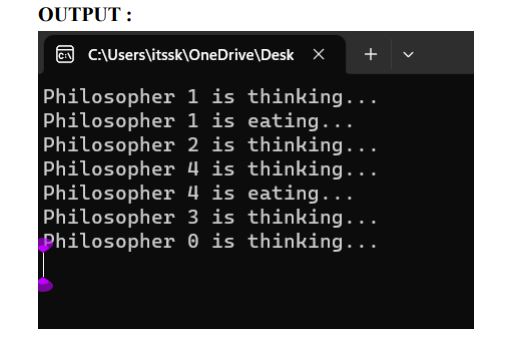 OUTPUT :
C:\Users\itssk\OneDrive\Desk
Philosopher 1 is thinking...
Philosopher 1 is eating...
Philosopher 2 is thinking...
Philosopher 4 is thinking...
Philosopher 4 is eating...
Philosopher 3 is thinking...
Philosopher 0 is thinking...